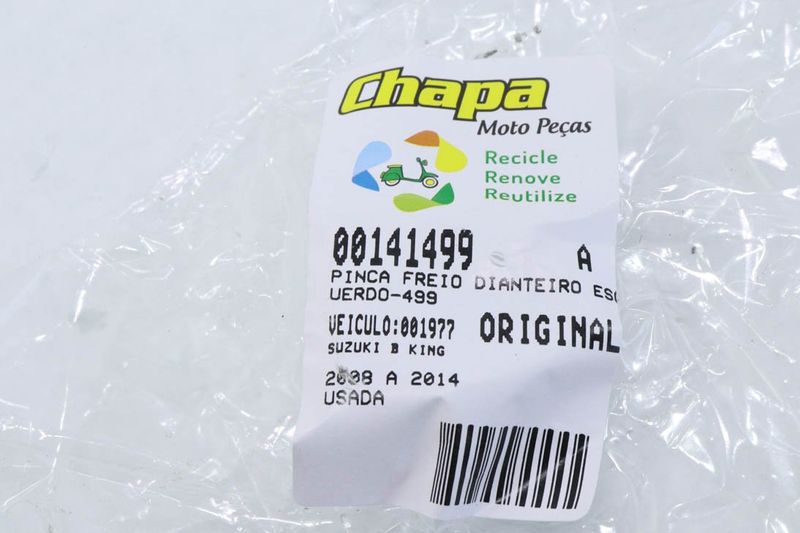 Chapa
Moto Peças
Recicle
Renove
Reutilize
00141499 A
PINCA FREIO DIANTEIRO ESQ
UERDO-499
VEICULO:001977 ORIGINAL
SUZUKI B KING
2008 A 2014
USADA